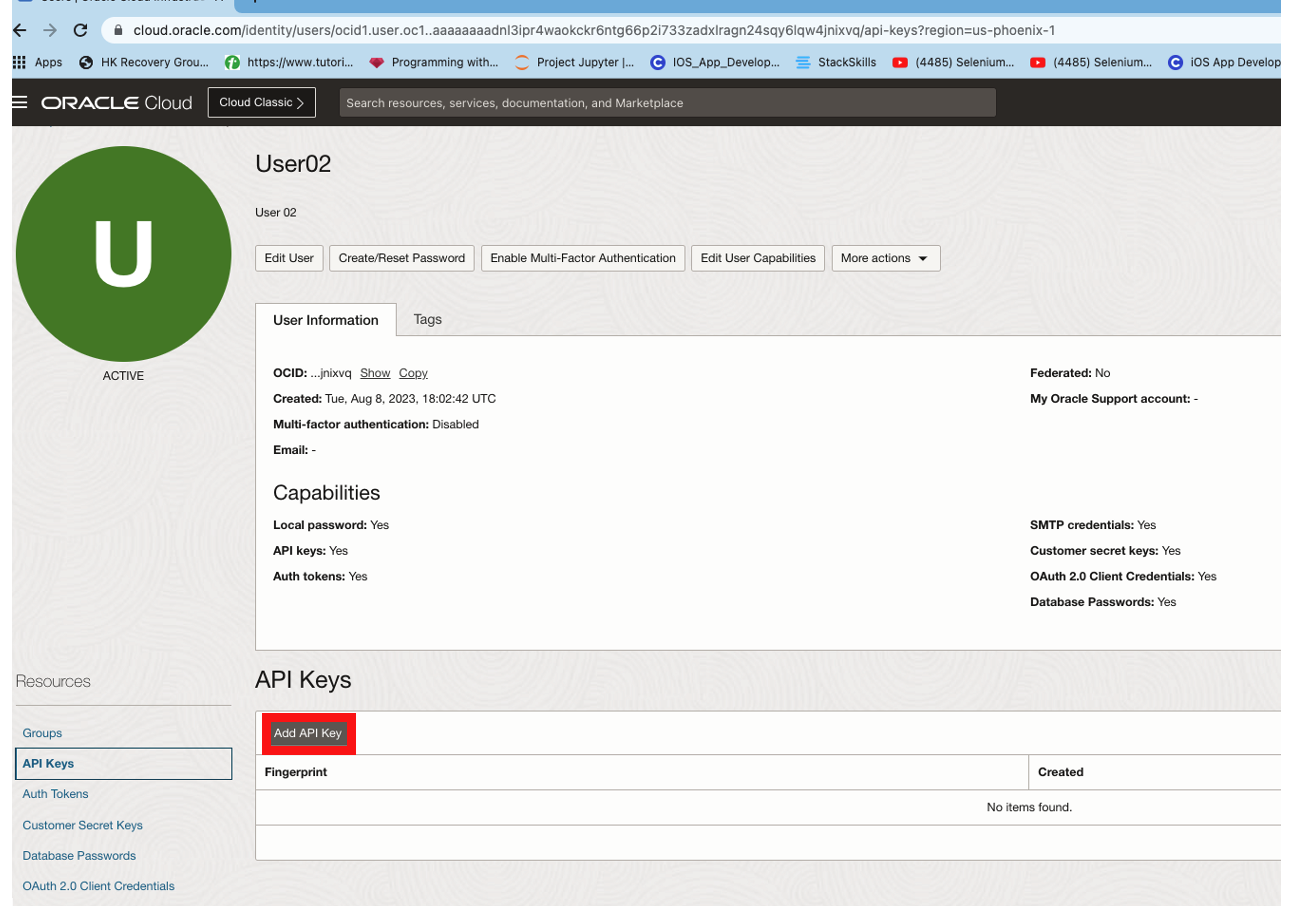 cloud.oracle.com/identity/users/ocid1.user.oc1..aaaaaaaadnl3ipr4waokckr6ntg66p2i733zadxlragn24sqy6lqw4jnixvq/api-keys?region=us-phoenix-1
Apps HK Recovery Grou... https://www.tutori... Programming with... Project Jupyter |... IOS_App_Develop... StackSkills (4485) Selenium... (4485) Selenium... iOS App Develop
ORACLE Cloud Cloud Classic > Search resources, services, documentation, and Marketplace
U
ACTIVE
User02
User 02
Edit User Create/Reset Password Enable Multi-Factor Authentication Edit User Capabilities More actions
User Information Tags
OCID: ...jnixvq Show Copy Federated: No
Created: Tue, Aug 8, 2023, 18:02:42 UTC My Oracle Support account: -
Multi-factor authentication: Disabled
Email: -
Capabilities
Local password: Yes SMTP credentials: Yes
API keys: Yes Customer secret keys: Yes
Auth tokens: Yes OAuth 2.0 Client Credentials: Yes
Database Passwords: Yes
Resources
Groups
API Keys
Auth Tokens
Customer Secret Keys
Database Passwords
OAuth 2.0 Client Credentials
API Keys
Add API Key
Fingerprint Created
No items found.